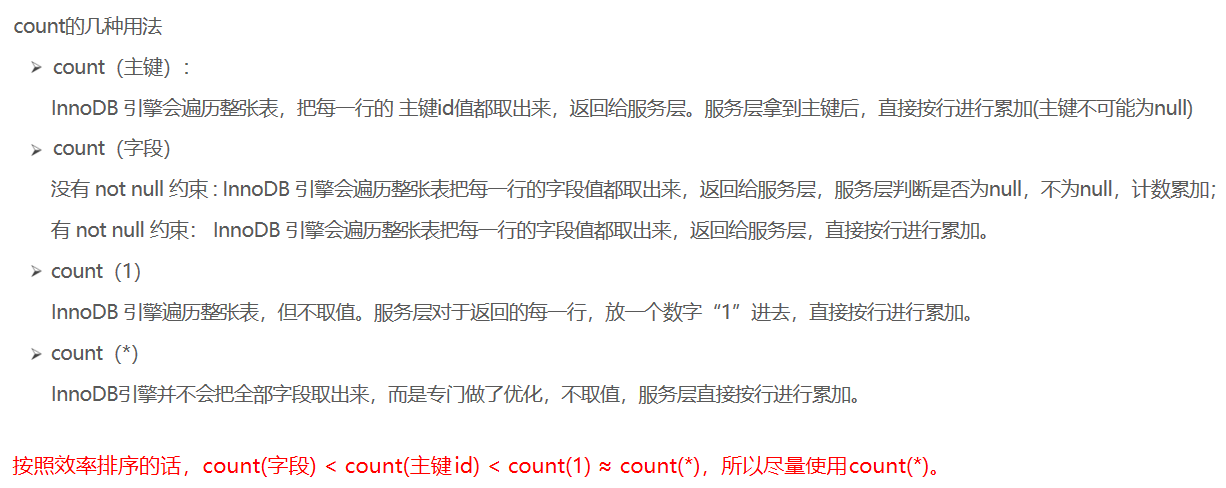 count的几种用法
➢ count（主键）：
InnoDB 引擎会遍历整张表，把每一行的 主键id值都取出来，返回给服务层。服务层拿到主键后，直接按行进行累加(主键不可能为null)
➢ count（字段）
没有 not null 约束 : InnoDB 引擎会遍历整张表把每一行的字段值都取出来，返回给服务层，服务层判断是否为null，不为null，计数累加；
有 not null 约束： InnoDB 引擎会遍历整张表把每一行的字段值都取出来，返回给服务层，直接按行进行累加。
➢ count（1）
InnoDB 引擎遍历整张表，但不取值。服务层对于返回的每一行，放一个数字“1”进去，直接按行进行累加。
➢ count（*）
InnoDB引擎并不会把全部字段取出来，而是专门做了优化，不取值，服务层直接按行进行累加。
按照效率排序的话，count(字段) < count(主键 id) < count(1) ≈ count(*)，所以尽量使用count(*)。